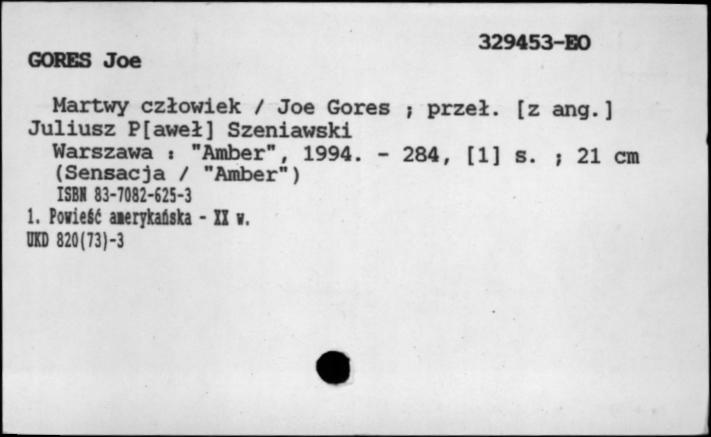 329453-EO
GORES Joe
Martwy człowiek / Joe Gores ; przeł. [z ang.]
Juliusz P[aweł] Szeniawski
Warszawa : "Amber", 1994. - 284, [1] s. ; 21 cm
(Sensacja / "Amber")
ISBN 83-7082-625-3
1. Powieść amerykańska - XX w.
UKD 820(73)-3